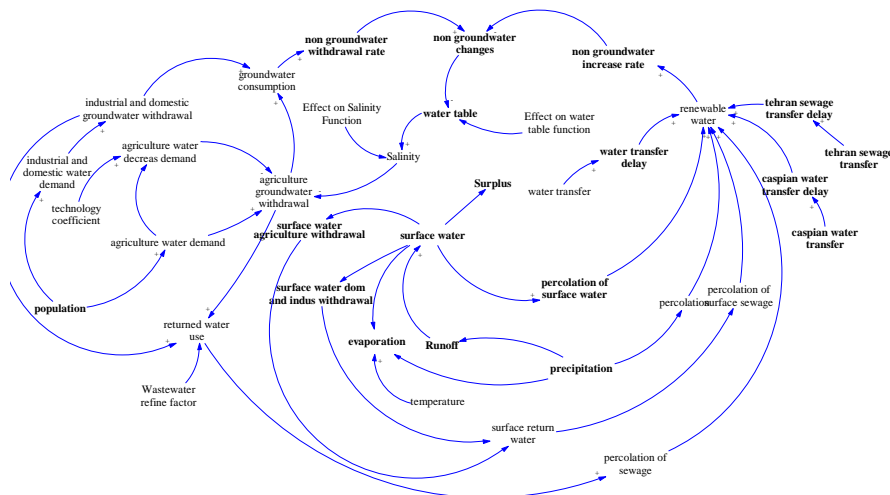 non groundwater
withdrawal rate
non groundwater
changes
non groundwater
increase rate
groundwater
consumption
industrial and domestic
groundwater withdrawal
Effect on Salinity
Function
water table
Effect on water
table function
renewable
water
tehran sewage
transfer delay
tehran sewage
transfer
agriculture water
decreas demand
industrial and
domestic water
demand
Salinity
water transfer
delay
water transfer
caspian water
transfer delay
caspian water
transfer
agriculture
groundwater
withdrawal
technology
coefficient
Surplus
surface water
agriculture withdrawal
surface water
agriculture water demand
surface water dom
and indus withdrawal
percolation of
surface water
percolation
percolation of
surface sewage
population
returned water
use
evaporation
Runoff
precipitation
Wastewater
refine factor
temperature
surface return
water
percolation of
sewage